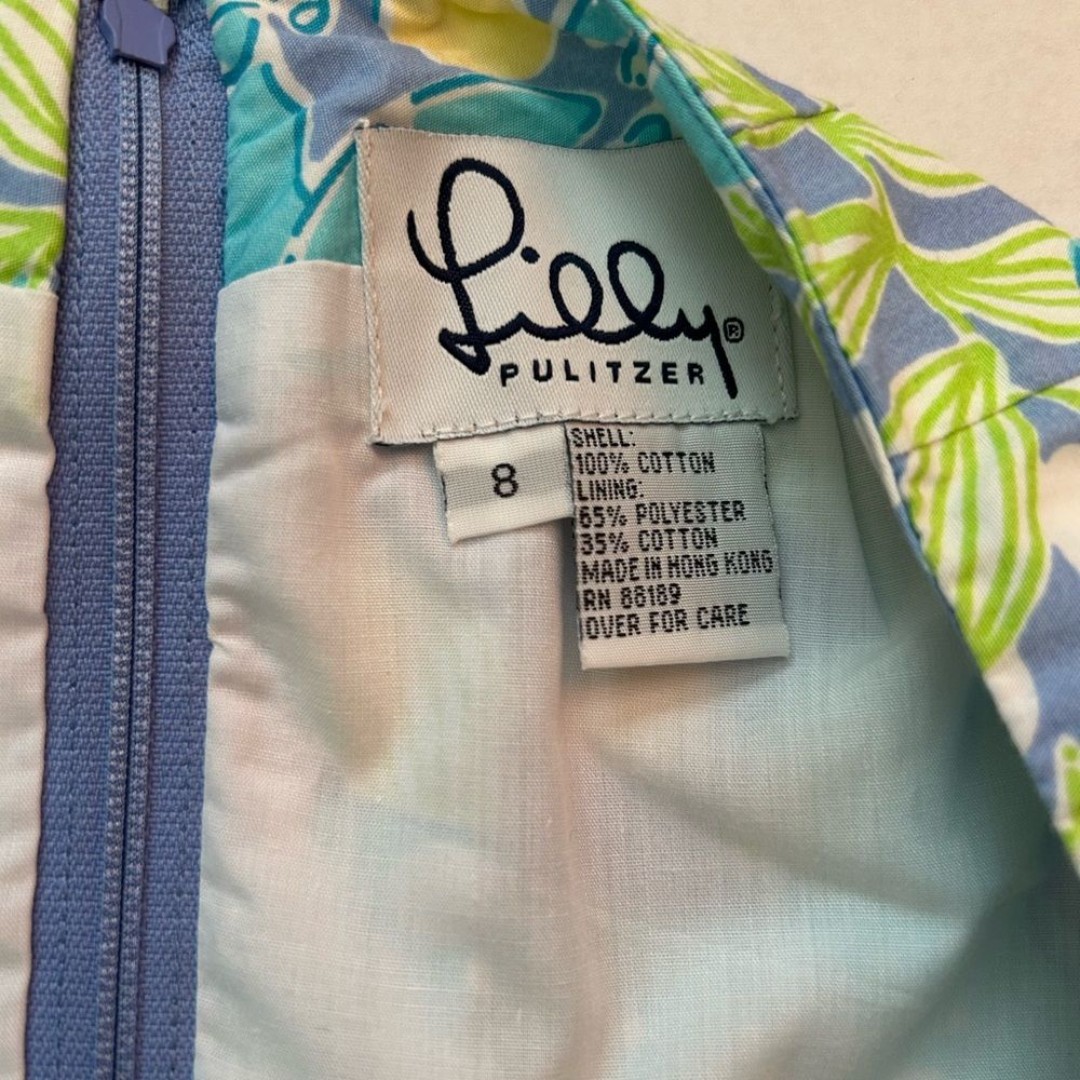 Lilly®
PULITZER
8
SHELL:
100% COTTON
LINING:
65% POLYESTER
35% COTTON
MADE IN HONG KONG
RN 88189
OVER FOR CARE